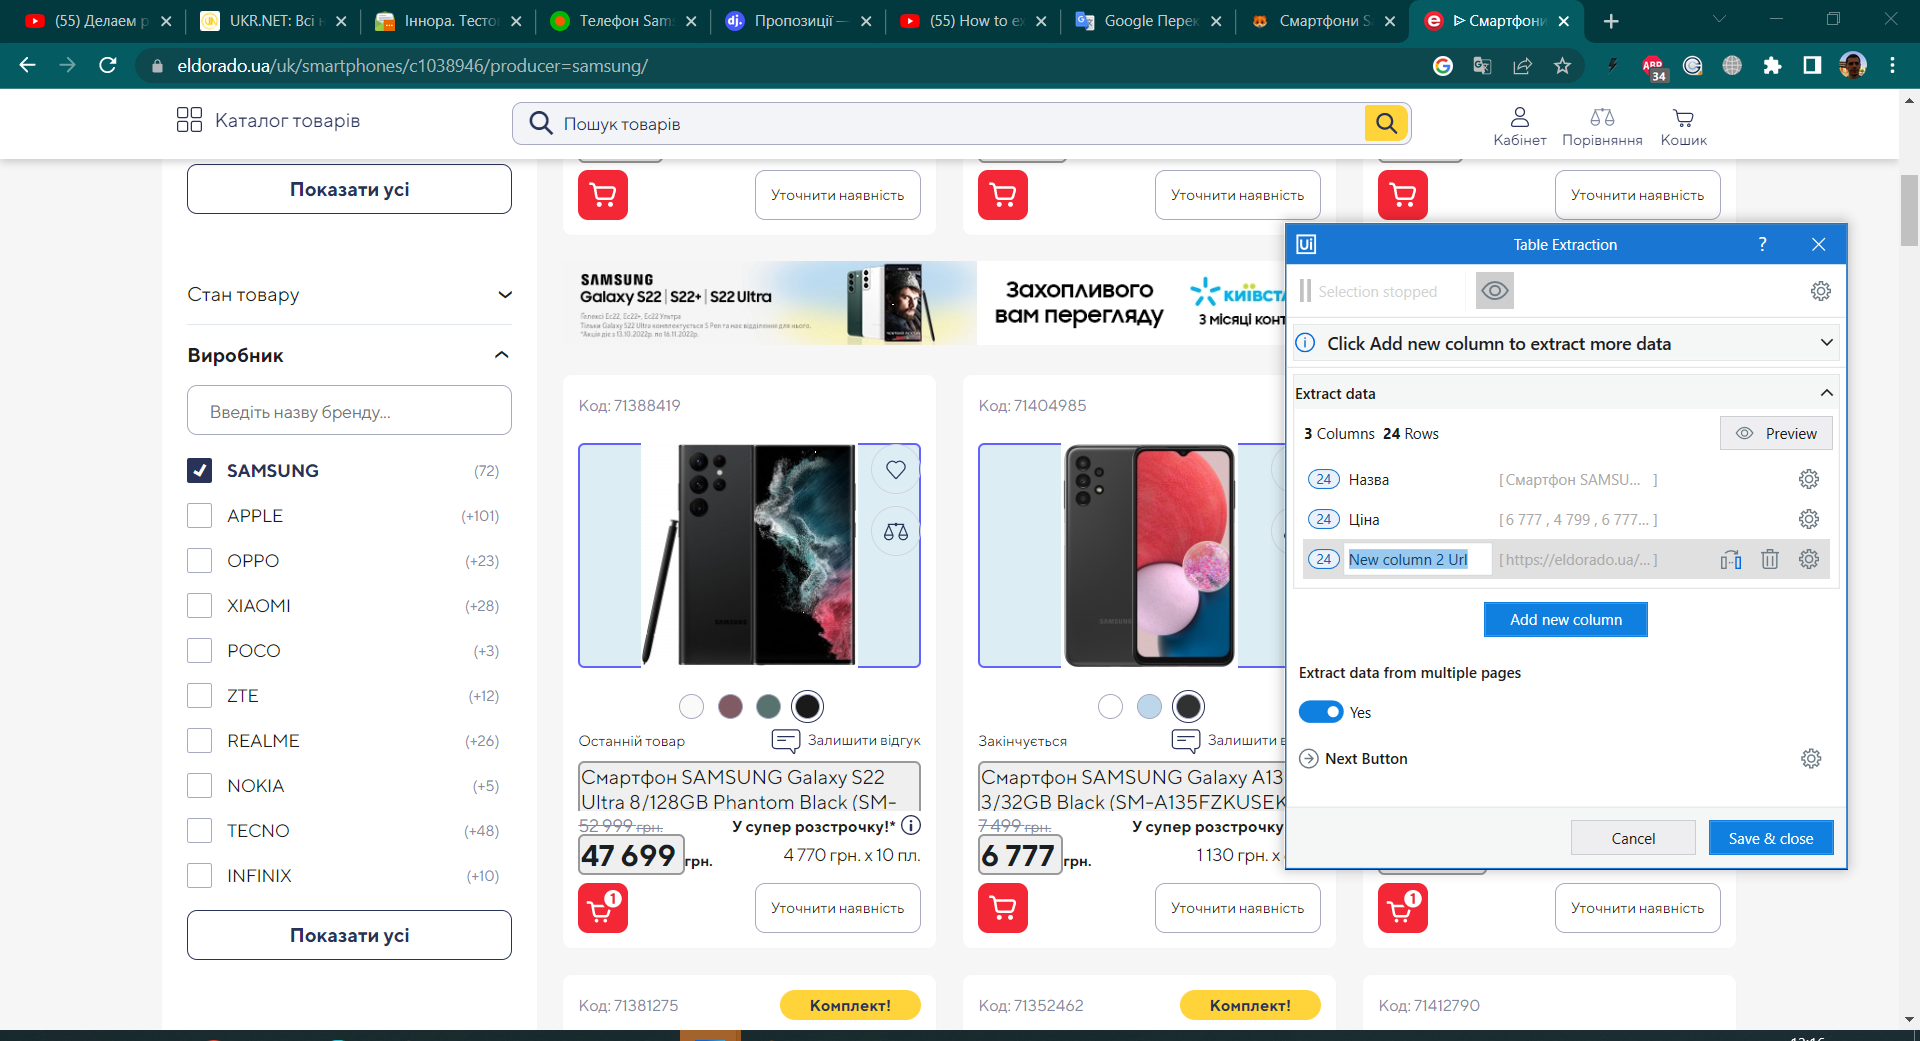 (55) Делаем р
UKR.NET: Всі н
Іннора. Тесто
Телефон Sam
Пропозиції —
(55) How to ex
Google Перек
Смартфони S
ᐈ Смартфони
eldorado.ua/uk/smartphones/c1038946/producer=samsung/
ABP
34
Каталог товарів
Пошук товарів
Кабінет
Порівняння
Кошик
Показати усі
Уточнити наявність
Уточнити наявність
Уточнити наявність
Стан товару
Виробник
Введіть назву бренду...
SAMSUNG (72)
APPLE (+101)
OPPO (+23)
XIAOMI (+28)
POCO (+3)
ZTE (+12)
REALME (+26)
NOKIA (+5)
TECNO (+48)
INFINIX (+10)
Показати усі
SAMSUNG
Galaxy S22 | S22+ | S22 Ultra
Захопливого
вам перегляду
київста
3 місяці конт
Код: 71388419
Останній товар
Залишити відгук
Смартфон SAMSUNG Galaxy S22
Ultra 8/128GB Phantom Black (SM-
52 999 грн.
У супер розстрочку!*
47 699 грн.
4 770 грн. x 10 пл.
1
Уточнити наявність
Код: 71404985
Закінчується
Залишити в
Смартфон SAMSUNG Galaxy A13
3/32GB Black (SM-A135FZKUSEK
7 499 грн.
У супер розстрочку
6 777 грн.
1 130 грн. x
Уточнити наявність
1
Уточнити наявність
Код: 71381275
Комплект!
Код: 71352462
Комплект!
Код: 71412790
Ui
Table Extraction
?
Selection stopped
Click Add new column to extract more data
Extract data
3 Columns 24 Rows
Preview
24 Назва [ Смартфон SAMSU... ]
24 Ціна [ 6 777 , 4 799 , 6 777... ]
24 New column 2 Url [ https://eldorado.ua/... ]
Add new column
Extract data from multiple pages
Yes
Next Button
Cancel
Save & close